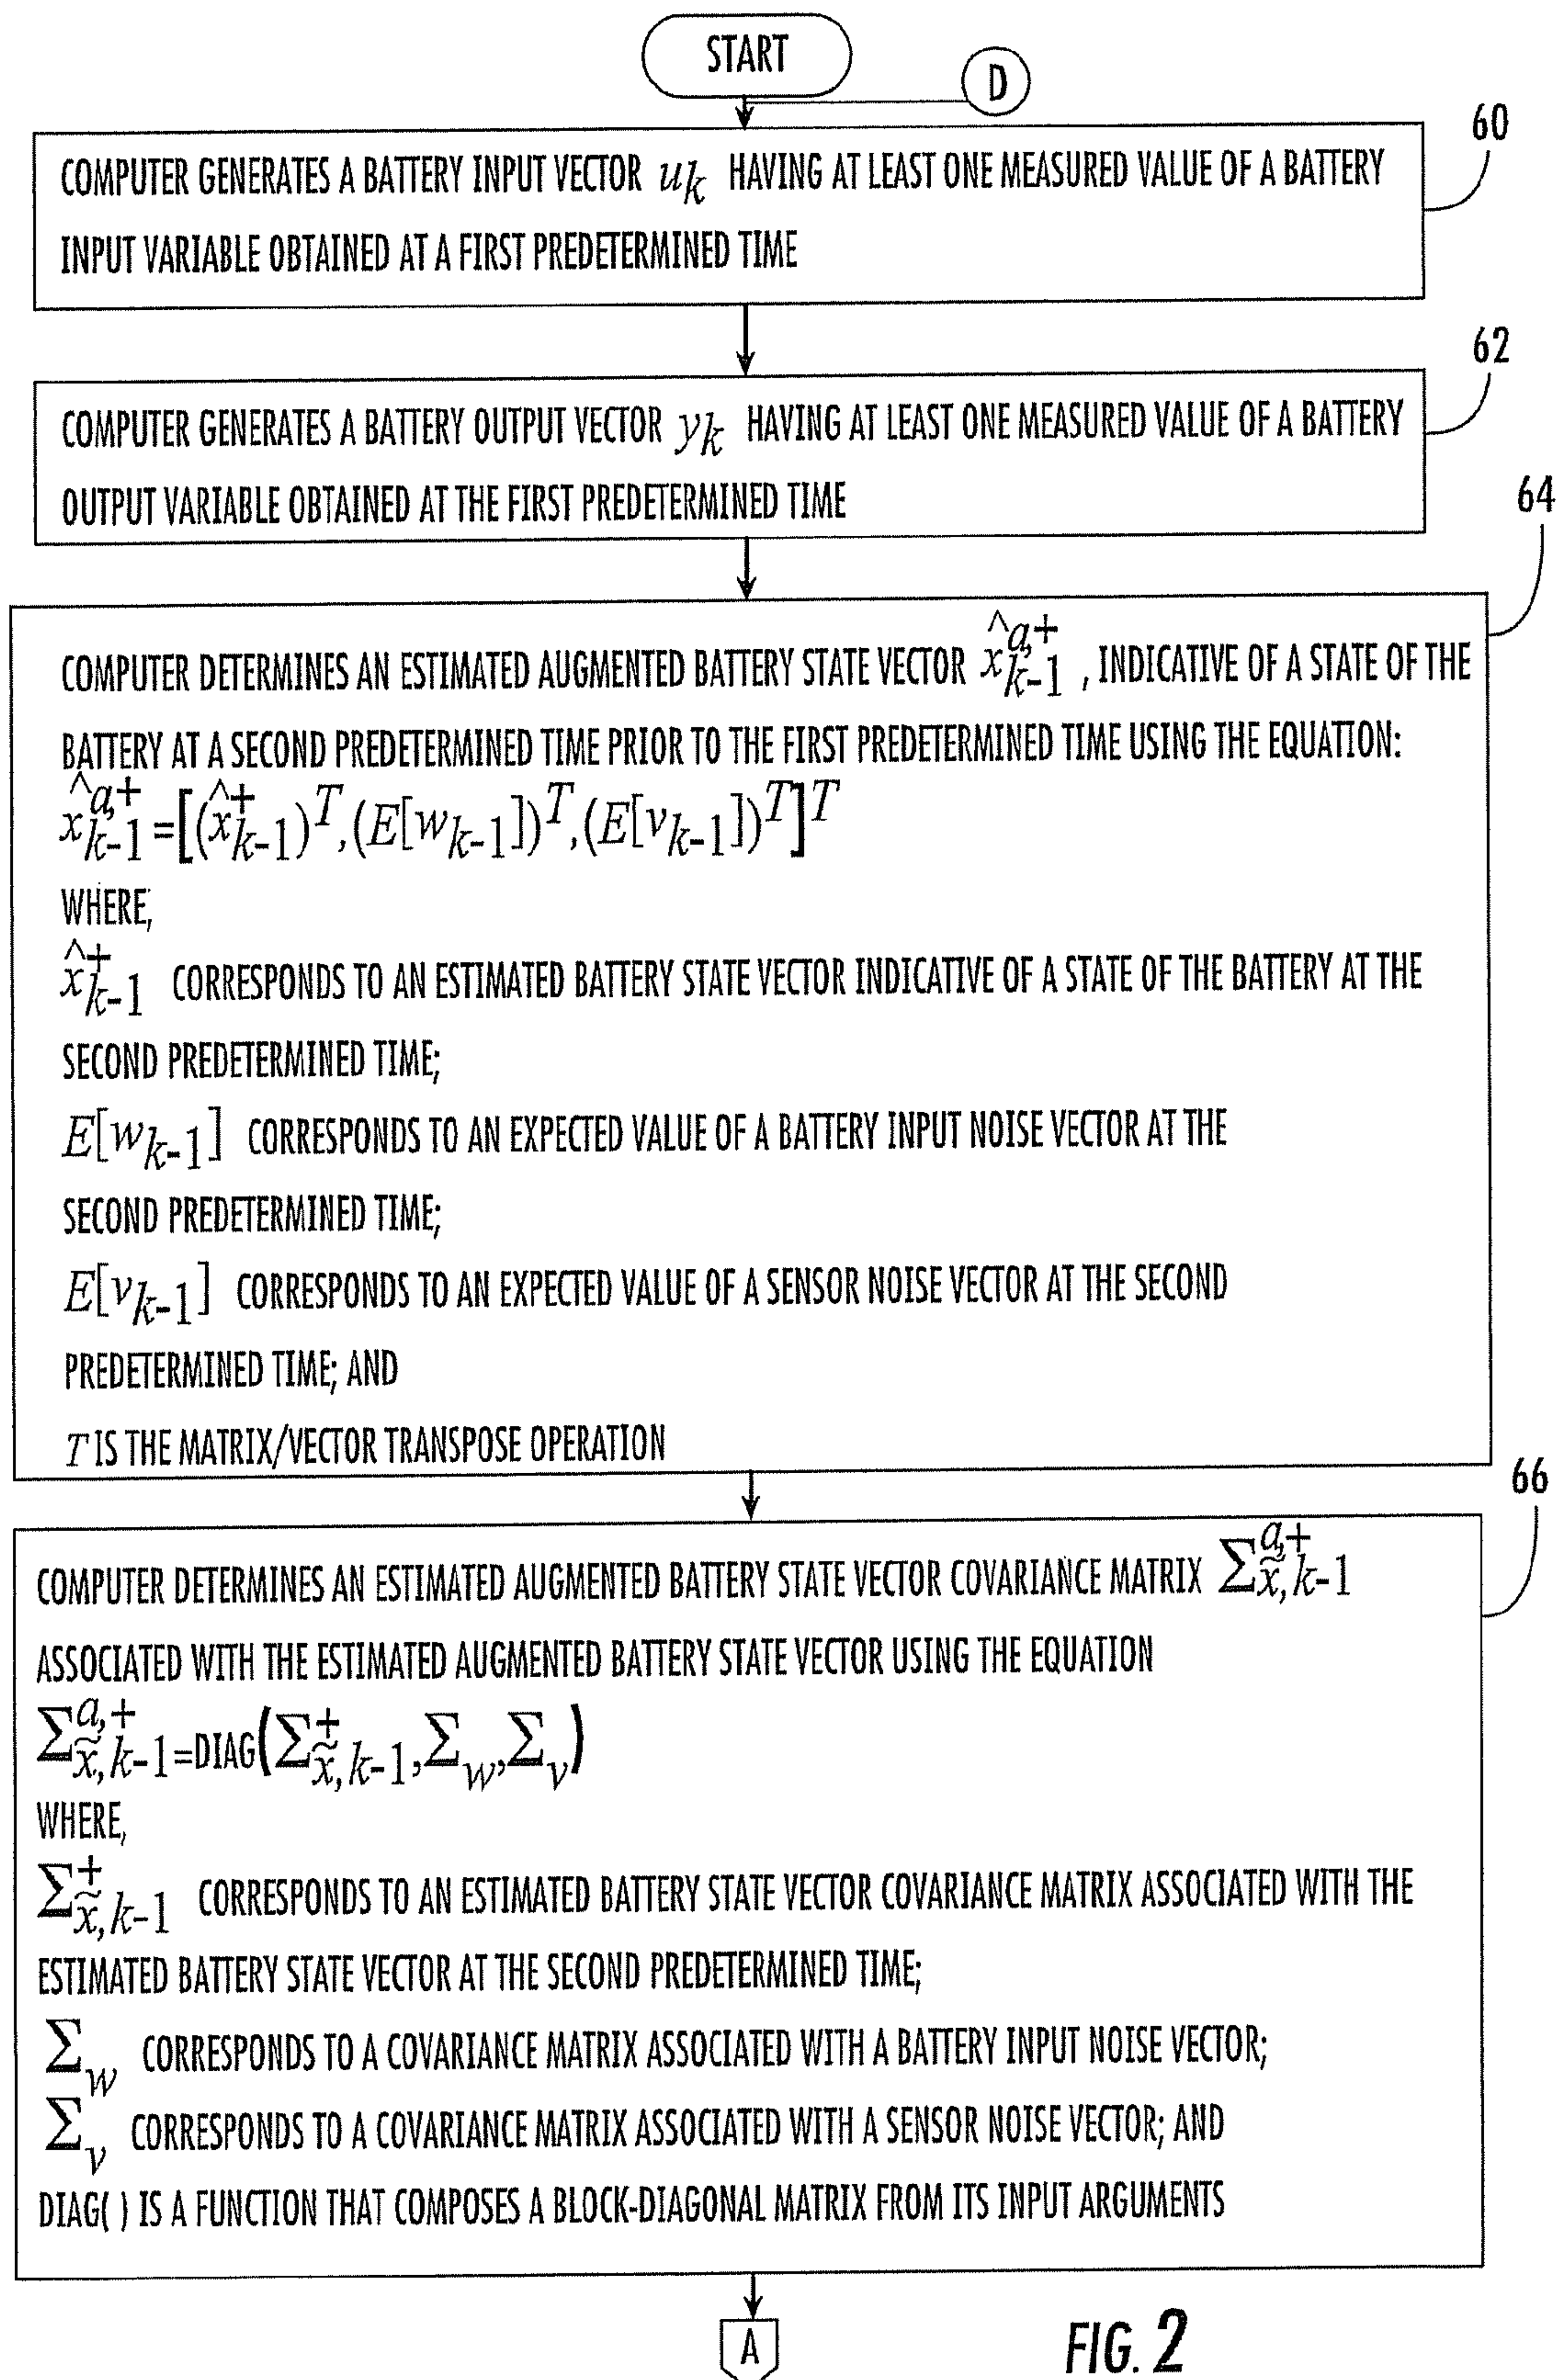 START
D
60
COMPUTER GENERATES A BATTERY INPUT VECTOR u_k HAVING AT LEAST ONE MEASURED VALUE OF A BATTERY
INPUT VARIABLE OBTAINED AT A FIRST PREDETERMINED TIME
62
COMPUTER GENERATES A BATTERY OUTPUT VECTOR y_k HAVING AT LEAST ONE MEASURED VALUE OF A BATTERY
OUTPUT VARIABLE OBTAINED AT THE FIRST PREDETERMINED TIME
64
COMPUTER DETERMINES AN ESTIMATED AUGMENTED BATTERY STATE VECTOR x̂_{k-1}^{a,+}, INDICATIVE OF A STATE OF THE
BATTERY AT A SECOND PREDETERMINED TIME PRIOR TO THE FIRST PREDETERMINED TIME USING THE EQUATION:
x̂_{k-1}^{a,+}=[(x̂_{k-1}^{+})^T,(E[w_{k-1}])^T,(E[v_{k-1}])^T]^T
WHERE,
x̂_{k-1}^{+} CORRESPONDS TO AN ESTIMATED BATTERY STATE VECTOR INDICATIVE OF A STATE OF THE BATTERY AT THE
SECOND PREDETERMINED TIME;
E[w_{k-1}] CORRESPONDS TO AN EXPECTED VALUE OF A BATTERY INPUT NOISE VECTOR AT THE
SECOND PREDETERMINED TIME;
E[v_{k-1}] CORRESPONDS TO AN EXPECTED VALUE OF A SENSOR NOISE VECTOR AT THE SECOND
PREDETERMINED TIME; AND
T IS THE MATRIX/VECTOR TRANSPOSE OPERATION
66
COMPUTER DETERMINES AN ESTIMATED AUGMENTED BATTERY STATE VECTOR COVARIANCE MATRIX Σ_{x̃,k-1}^{a,+}
ASSOCIATED WITH THE ESTIMATED AUGMENTED BATTERY STATE VECTOR USING THE EQUATION
Σ_{x̃,k-1}^{a,+}=DIAG(Σ_{x̃,k-1}^{+},Σ_w,Σ_v)
WHERE,
Σ_{x̃,k-1}^{+} CORRESPONDS TO AN ESTIMATED BATTERY STATE VECTOR COVARIANCE MATRIX ASSOCIATED WITH THE
ESTIMATED BATTERY STATE VECTOR AT THE SECOND PREDETERMINED TIME;
Σ_w CORRESPONDS TO A COVARIANCE MATRIX ASSOCIATED WITH A BATTERY INPUT NOISE VECTOR;
Σ_v CORRESPONDS TO A COVARIANCE MATRIX ASSOCIATED WITH A SENSOR NOISE VECTOR; AND
DIAG( ) IS A FUNCTION THAT COMPOSES A BLOCK-DIAGONAL MATRIX FROM ITS INPUT ARGUMENTS
A
FIG. 2